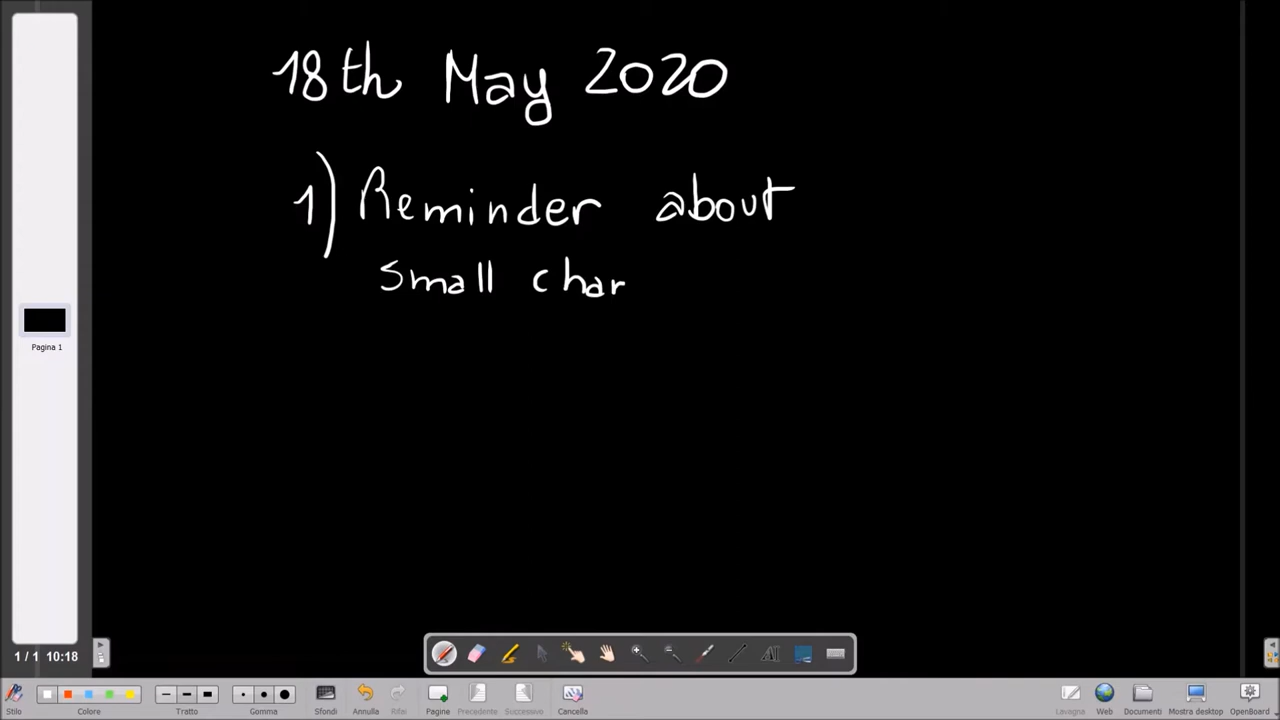 18th May 2020
1) Reminder about
small char
Pagina 1
1 / 1 10:18
Stilo
Colore
Tratto
Gomma
Sfondi
Annulla
Rifai
Pagine
Precedente
Successivo
Cancella
Lavagna
Web
Documenti
Mostra desktop
OpenBoard